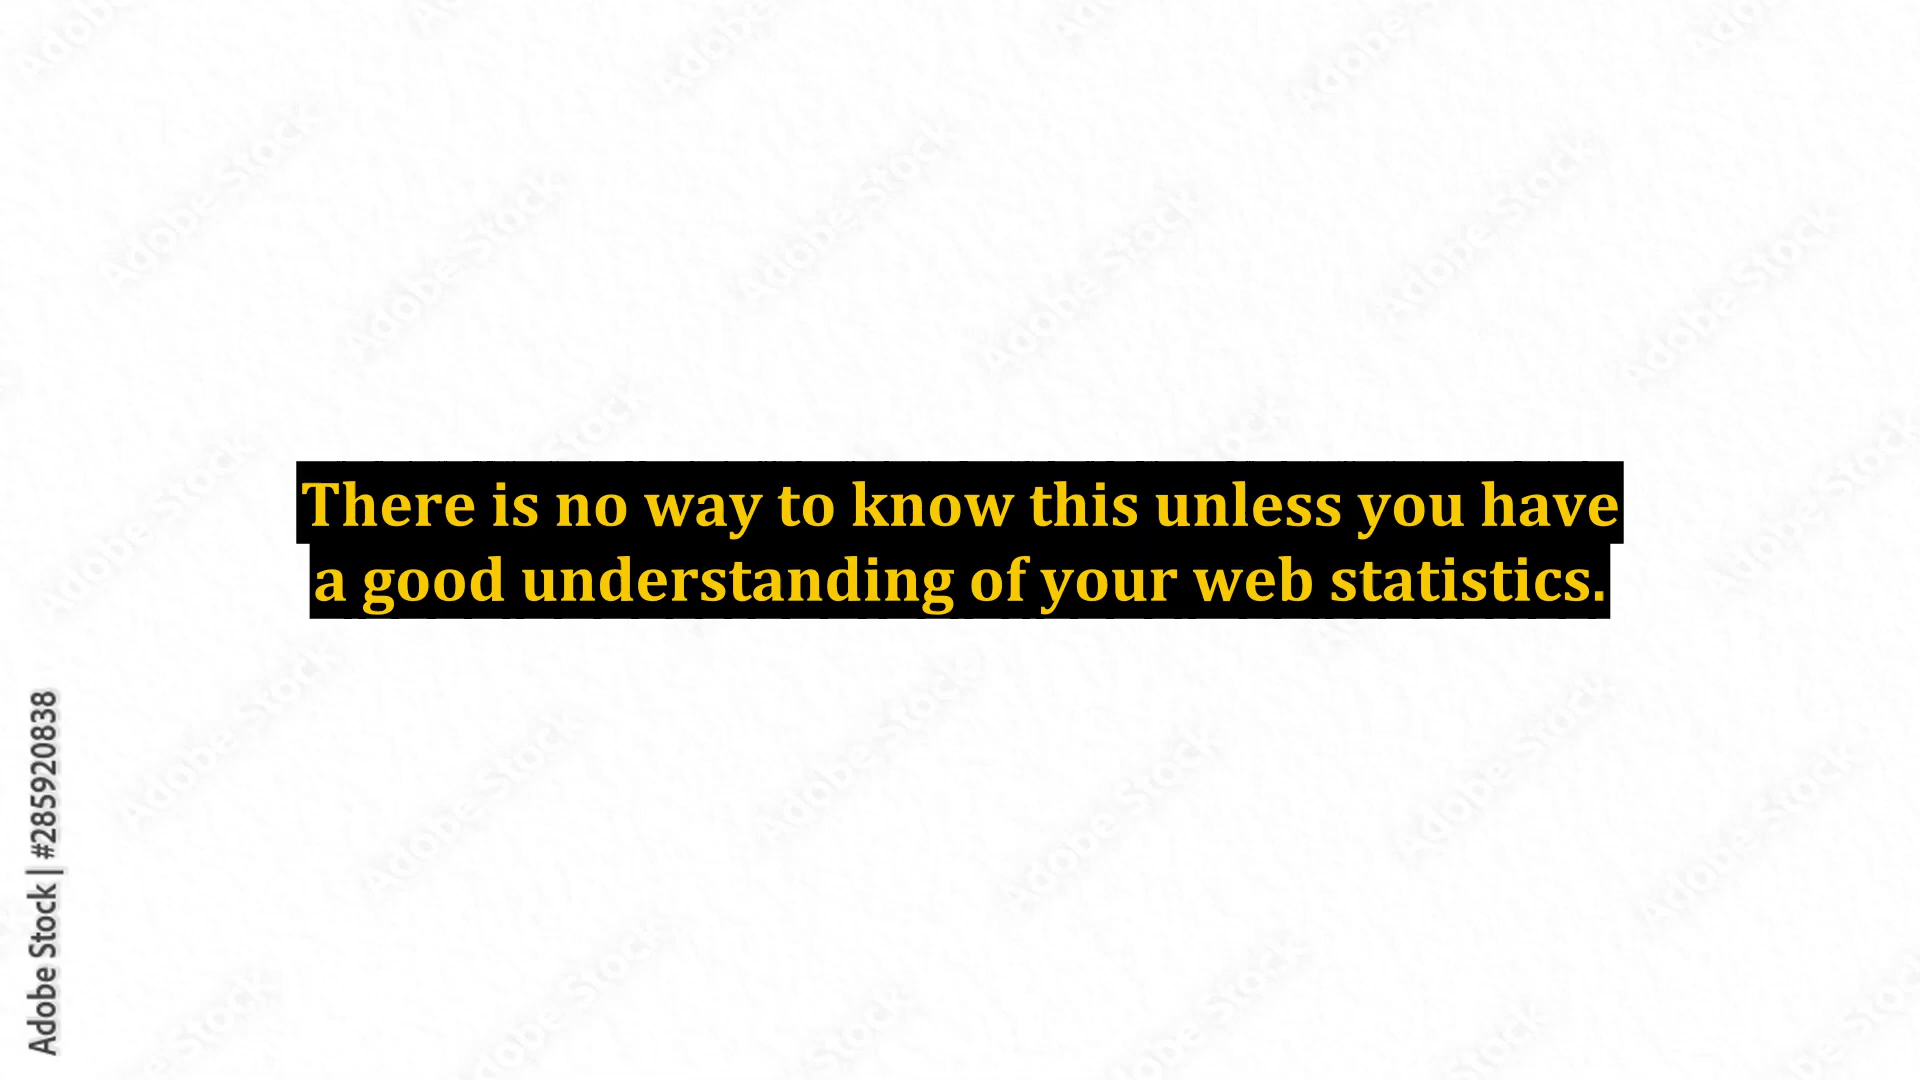 There is no way to know this unless you have
a good understanding of your web statistics.
Adobe Stock | #285920838